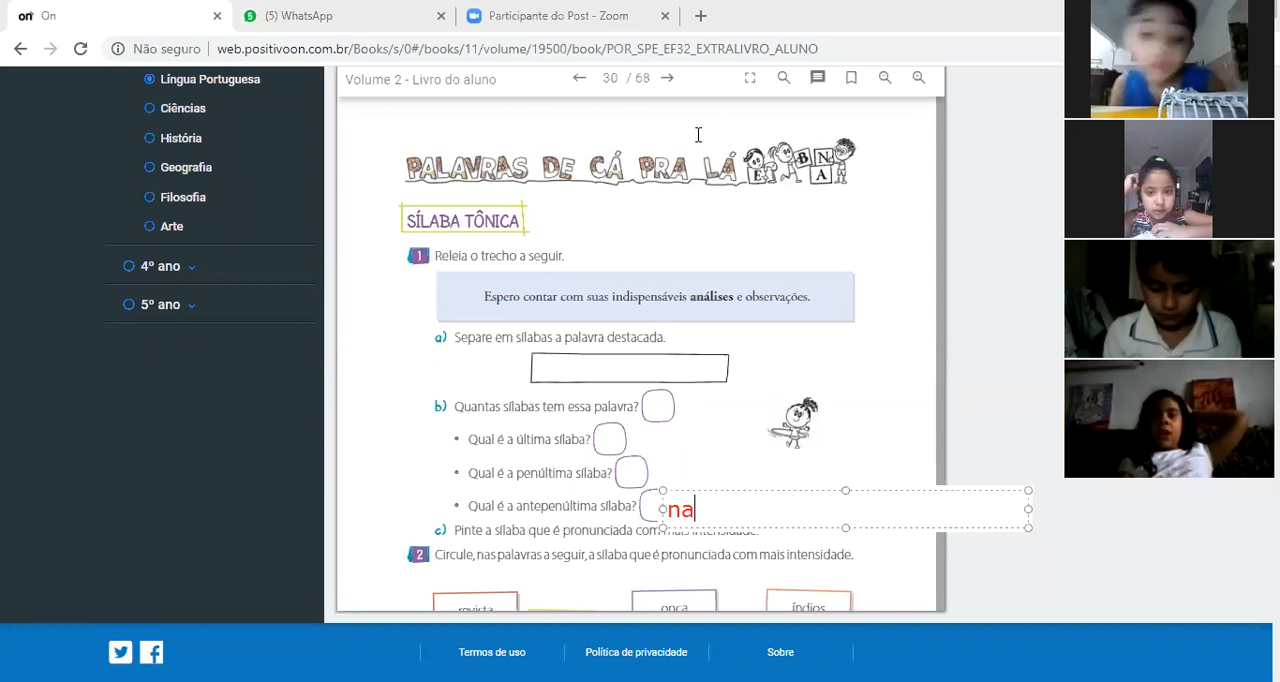 on On
5 (5) WhatsApp
Participante do Post - Zoom
Não seguro web.positivoon.com.br/Books/s/0#/books/11/volume/19500/book/POR_SPE_EF32_EXTRALIVRO_ALUNO
Língua Portuguesa
Ciências
História
Geografia
Filosofia
Arte
4º ano
5º ano
Volume 2 - Livro do aluno 30 / 68
PALAVRAS DE CÁ PRA LÁ E B N A
SÍLABA TÔNICA
1 Releia o trecho a seguir.
Espero contar com suas indispensáveis análises e observações.
a) Separe em sílabas a palavra destacada.
b) Quantas sílabas tem essa palavra?
• Qual é a última sílaba?
• Qual é a penúltima sílaba?
• Qual é a antepenúltima sílaba? na
c) Pinte a sílaba que é pronunciada com mais intensidade.
2 Circule, nas palavras a seguir, a sílaba que é pronunciada com mais intensidade.
revista onça índios
Termos de uso Política de privacidade Sobre